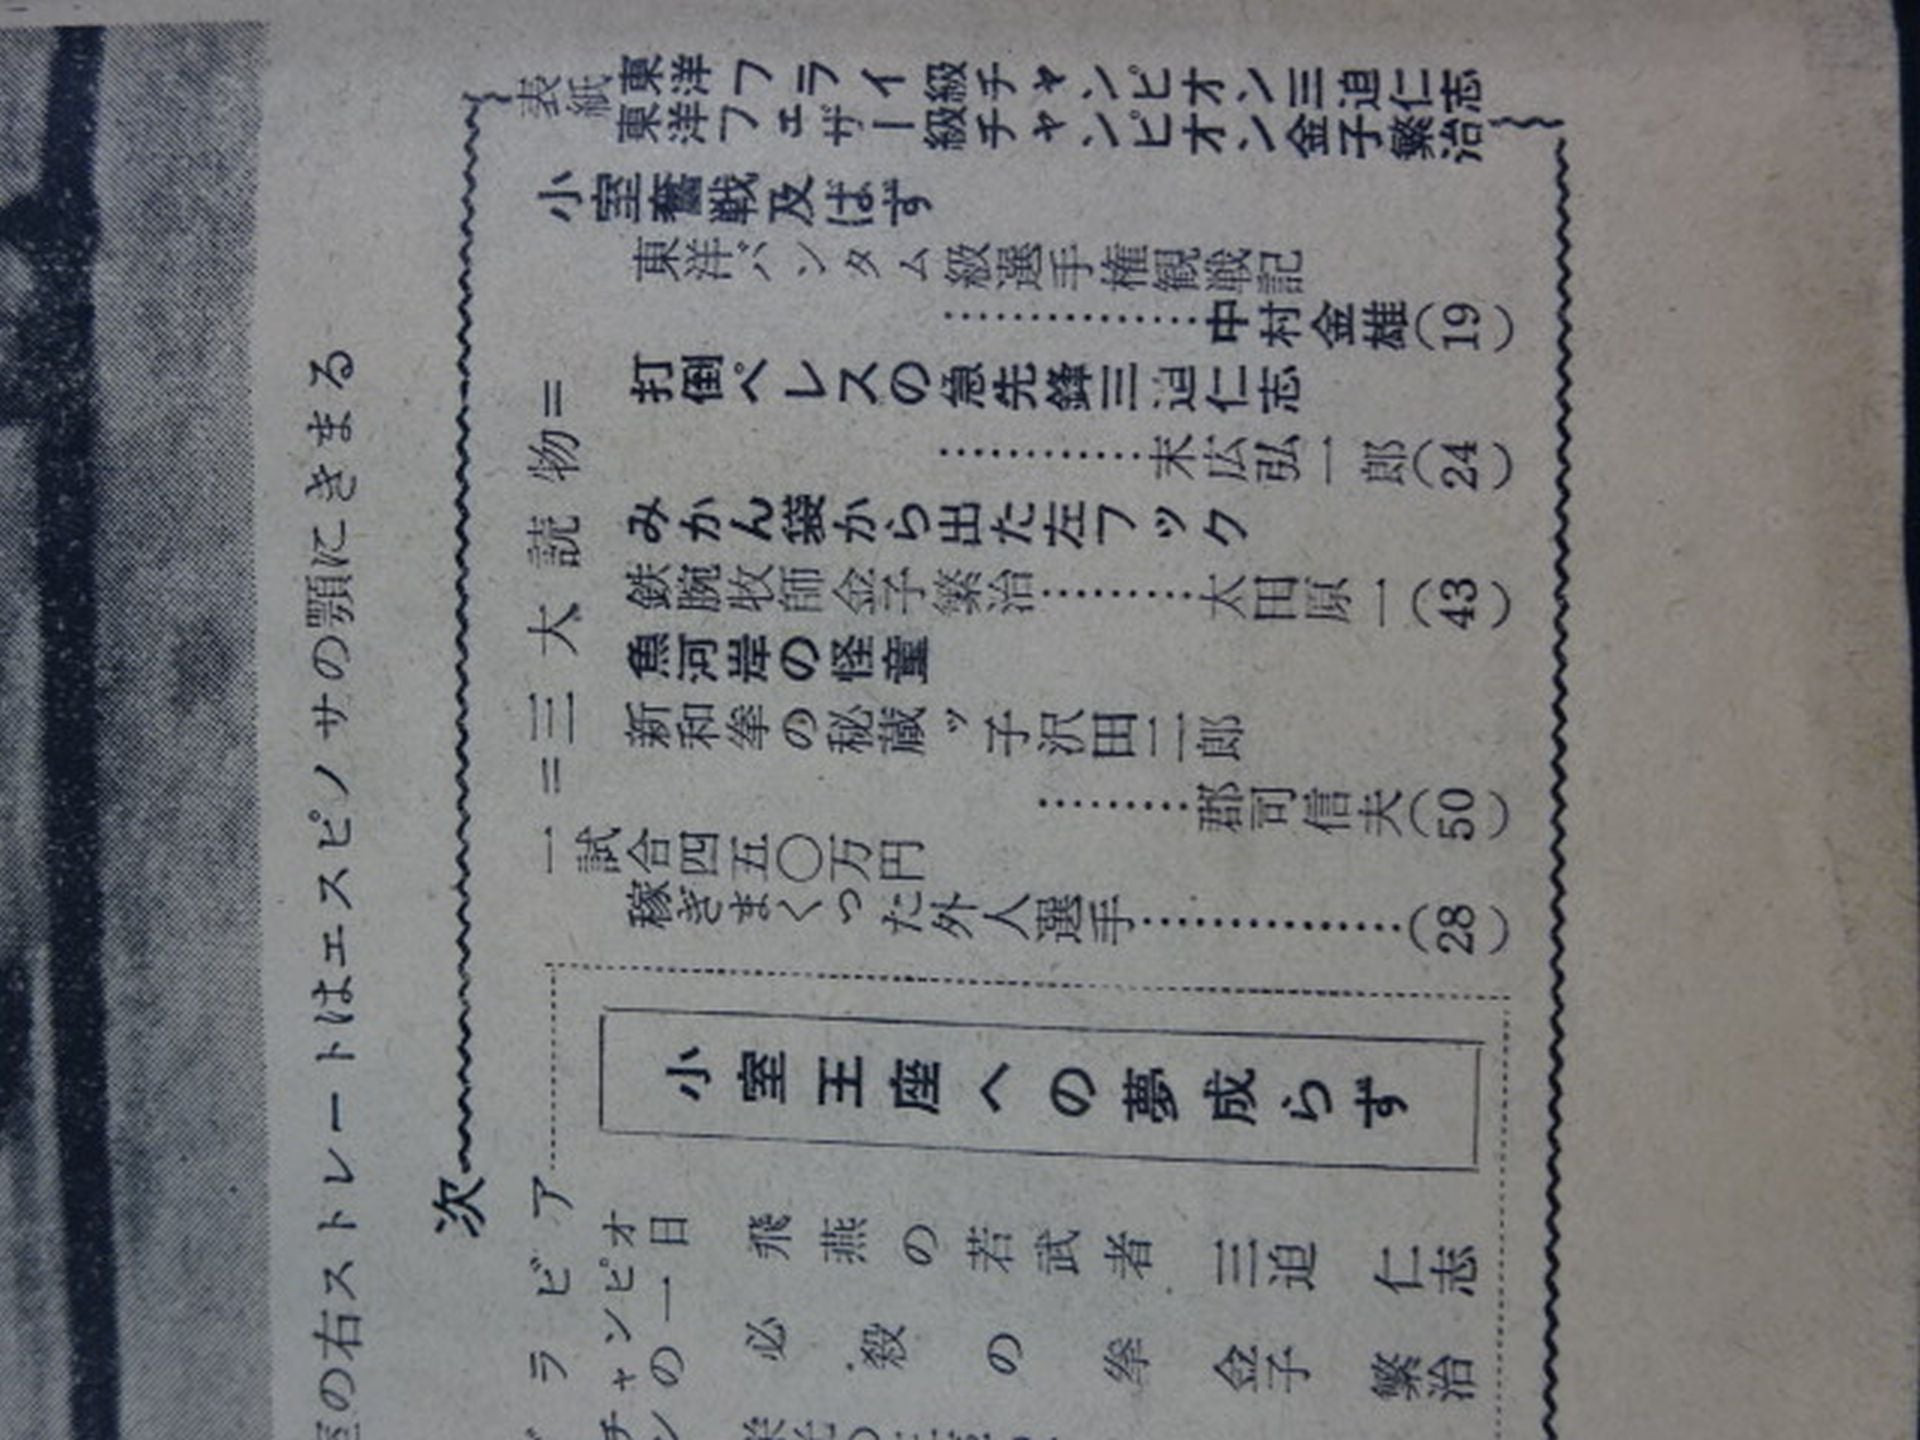 表紙
東洋フライ級チャンピオン三迫仁志
東洋フェザー級チャンピオン金子繁治
小室奮戦及ばず
東洋バンタム級選手権観戦記
……………中村金雄(19)
＝三大読物＝
打倒ペレスの急先鋒三迫仁志
…………末広弘一郎(24)
みかん袋から出た左フック
鉄腕牧師金子繁治………太田原一(43)
魚河岸の怪童
新和拳の秘蔵ッ子沢田二郎
………郡司信夫(50)
一試合四五〇万円
稼ぎまくった外人選手……………(28)
小室王座への夢成らず
次
ラビア
チャンピオ
ンの一日
飛燕の若武者 三迫仁志
必殺の拳 金子繁治
室の右ストレートはエスピノサの顎にきまる